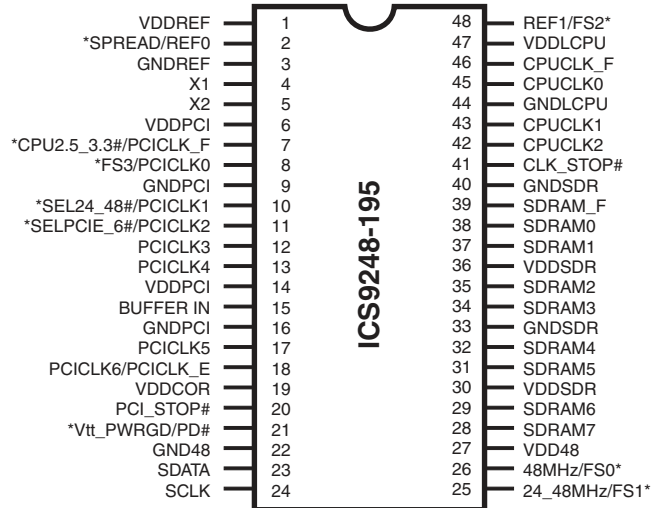 VDDREF 1 48 REF1/FS2*
*SPREAD/REF0 2 47 VDDLCPU
GNDREF 3 46 CPUCLK_F
X1 4 45 CPUCLK0
X2 5 44 GNDLCPU
VDDPCI 6 43 CPUCLK1
*CPU2.5_3.3#/PCICLK_F 7 42 CPUCLK2
*FS3/PCICLK0 8 41 CLK_STOP#
GNDPCI 9 40 GNDSDR
*SEL24_48#/PCICLK1 10 39 SDRAM_F
*SELPCIE_6#/PCICLK2 11 38 SDRAM0
PCICLK3 12 37 SDRAM1
PCICLK4 13 36 VDDSDR
VDDPCI 14 35 SDRAM2
BUFFER IN 15 34 SDRAM3
GNDPCI 16 33 GNDSDR
PCICLK5 17 32 SDRAM4
PCICLK6/PCICLK_E 18 31 SDRAM5
VDDCOR 19 30 VDDSDR
PCI_STOP# 20 29 SDRAM6
*Vtt_PWRGD/PD# 21 28 SDRAM7
GND48 22 27 VDD48
SDATA 23 26 48MHz/FS0*
SCLK 24 25 24_48MHz/FS1*
ICS9248-195